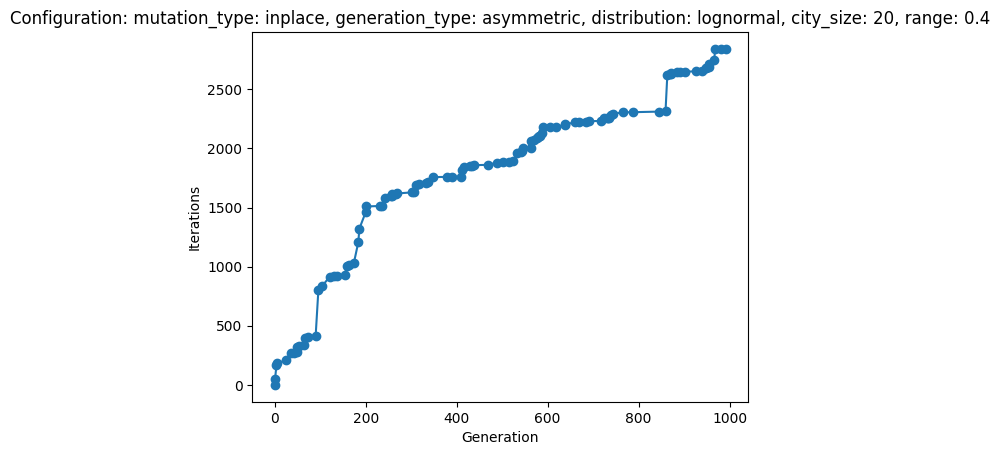 Configuration: mutation_type: inplace, generation_type: asymmetric, distribution: lognormal, city_size: 20, range: 0.4
2500
2000
1500
1000
500
0
Iterations
0 200 400 600 800 1000
Generation